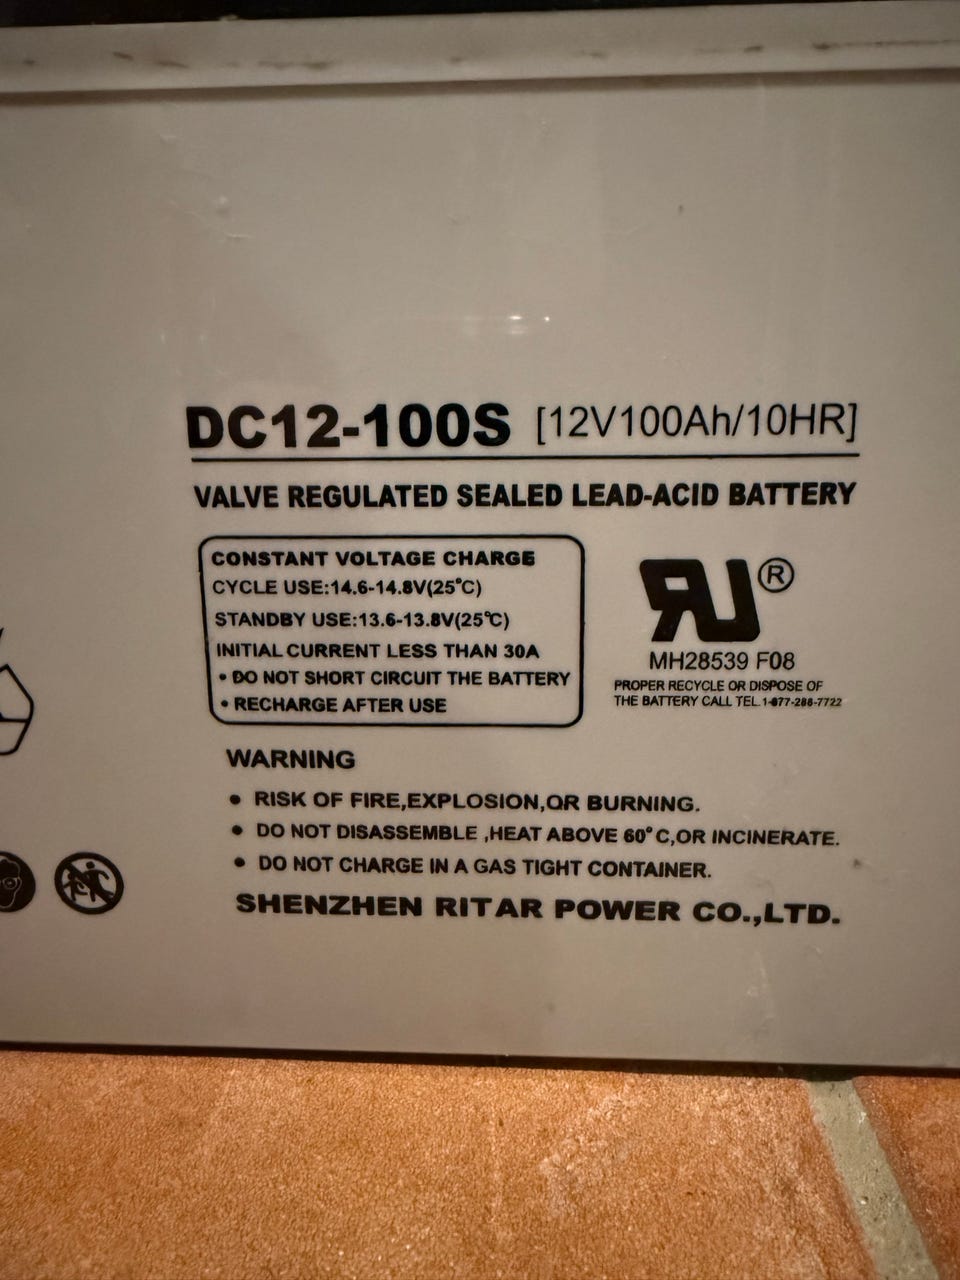 DC12-100S [12V100Ah/10HR]
VALVE REGULATED SEALED LEAD-ACID BATTERY
CONSTANT VOLTAGE CHARGE
CYCLE USE:14.6-14.8V(25℃)
STANDBY USE:13.6-13.8V(25℃)
INITIAL CURRENT LESS THAN 30A
• DO NOT SHORT CIRCUIT THE BATTERY
• RECHARGE AFTER USE
RU®
MH28539 F08
PROPER RECYCLE OR DISPOSE OF
THE BATTERY CALL TEL.1-877-286-7722
WARNING
• RISK OF FIRE,EXPLOSION,OR BURNING.
• DO NOT DISASSEMBLE ,HEAT ABOVE 60°C,OR INCINERATE.
• DO NOT CHARGE IN A GAS TIGHT CONTAINER.
SHENZHEN RITAR POWER CO.,LTD.